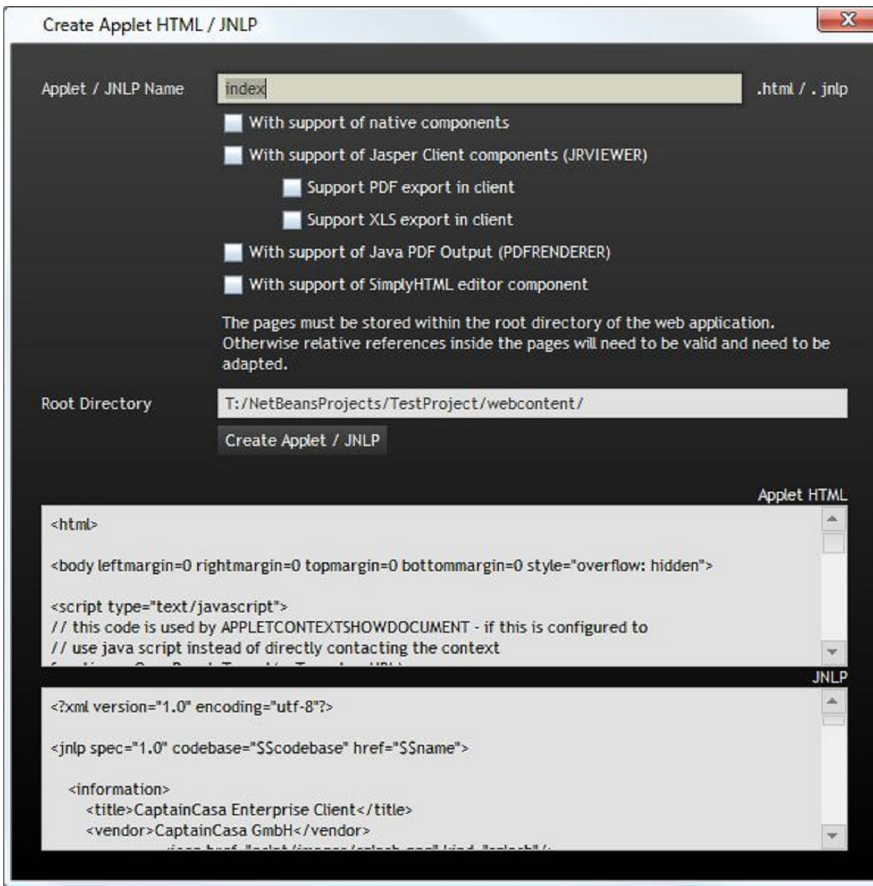 Create Applet HTML / JNLP
Applet / JNLP Name index .html / . jnlp
With support of native components
With support of Jasper Client components (JRVIEWER)
Support PDF export in client
Support XLS export in client
With support of Java PDF Output (PDFRENDERER)
With support of SimplyHTML editor component
The pages must be stored within the root directory of the web application.
Otherwise relative references inside the pages will need to be valid and need to be
adapted.
Root Directory T:/NetBeansProjects/TestProject/webcontent/
Create Applet / JNLP
Applet HTML
<html>
<body leftmargin=0 rightmargin=0 topmargin=0 bottommargin=0 style="overflow: hidden">
<script type="text/javascript">
// this code is used by APPLETCONTEXTSHOWDOCUMENT - if this is configured to
// use java script instead of directly contacting the context
JNLP
<?xml version="1.0" encoding="utf-8"?>
<jnlp spec="1.0" codebase="$$codebase" href="$$name">
<information>
<title>CaptainCasa Enterprise Client</title>
<vendor>CaptainCasa GmbH</vendor>